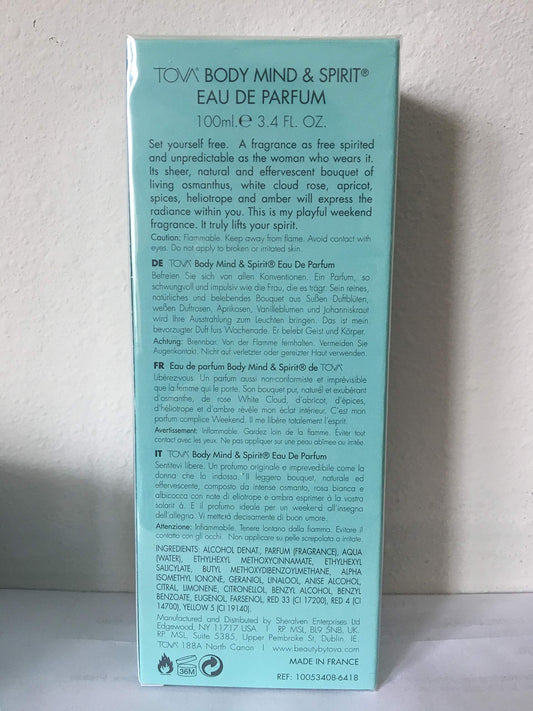 TOVA® BODY MIND & SPIRIT®
EAU DE PARFUM
100ml.℮ 3.4 FL. OZ.
Set yourself free. A fragrance as free spirited
and unpredictable as the woman who wears it.
Its sheer, natural and effervescent bouquet of
living osmanthus, white cloud rose, apricot,
spices, heliotrope and amber will express the
radiance within you. This is my playful weekend
fragrance. It truly lifts your spirit.
Caution: Flammable. Keep away from flame. Avoid contact with
eyes. Do not apply to broken or irritated skin.
DE TOVA® Body Mind & Spirit® Eau De Parfum
Befreien Sie sich von allen Konventionen. Ein Parfum, so
schwungvoll und impulsiv wie die Frau, die es trägt. Sein reines,
natürliches und belebendes Bouquet aus Süßen Duftblüten,
weßen Duftrosen, Aprikosen, Vanilleblumen und Johanniskraut
wird Ihre Ausstrahlung zum Leuchten bringen. Das ist mein
bevorzugter Duft fuïs Wachenade. Er belebt Geist und Körper.
Achtung: Brennbar. Von der Flamme fernhalten. Vermeiden Sie
Augenkontakt. Nicht auf verletzter oder gereizter Haut verwenden.
FR Eau de parfum Body Mind & Spirit® de TOVA®
Libérez-vous. Un parfum aussi non-conformiste et imprévisible
que la femme qui le porte. Son bouquet pur, naturél et exubérant
d'osmanthe, de rose White Cloud, d'abricot, d'épices,
d'héliotrope et d'ambre révèle mon éclat intérieur. C'est mon
parfum complice Weekend. Il me libère totalement l'esprit.
Avertissement: Inflammable. Gardez loin de la flamme. Éviter tout
contact avec les yeux. Ne pas appliquer sur une peau abîmée ou irritée.
IT TOVA® Body Mind & Spirit® Eau De Parfum
Sentitevi libere. Un profumo originale e imprevedibile come la
donna che lo indossa. "Il leggero bouquet, naturale ed
effervescente, composto da intense osmanto, rosa bianca e
albicocca con note di eliotrope e ambra esprimer à la vostra
solarit à. E il profumo ideale per un weekend all'insegna
dell'allegria. Vi mettcrà decisamente di buon umore.
Attenzione: Infiammabile. Tenere lontano dalla fiamma. Evitare il
contatto con gli occhi. Non applicare su pelle screpolata a irritate.
INGREDIENTS: ALCOHOL DENAT., PARFUM (FRAGRANCE), AQUA
(WATER), ETHYLHEXYL METHOXYCINNAMATE, ETHYLHEXYL
SALICYLATE, BUTYL METHOXYDIBENZOYLMETHANE, ALPHA
ISOMETHYL IONONE, GERANIOL, LINALOOL, ANISE ALCOHOL,
CITRAL, LIMONENE, CITRONELLOL, BENZYL ALCOHOL, BENZYL
BENZOATE, EUGENOL, FARSENOL, RED 33 (CI 17200), RED 4 (CI
14700), YELLOW 5 (CI 19140).
Manufactured and Distributed by Sheralven Enterprises Ltd
Edgewood, NY 11717 USA | RP MSL, BL9 5NB, UK.
RP. MSL, Suite 5385, Upper Pembroke St, Dublin, IE.
TOVA® 188A North Canon | www.beautybytova.com
36M
MADE IN FRANCE
REF: 10053408-6418